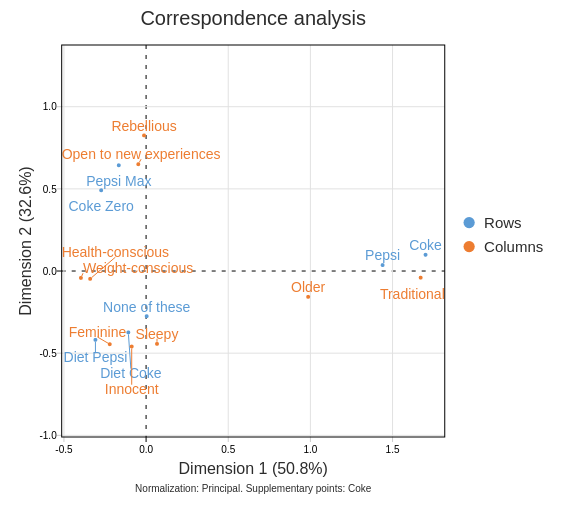 Correspondence analysis
Dimension 2 (32.6%)
1.0
0.5
0.0
-0.5
-1.0
Rebellious
Open to new experiences
Pepsi Max
Coke Zero
Health-conscious
Weight-conscious
Coke
Pepsi
Older
Traditional
None of these
Feminine
Sleepy
Diet Pepsi
Diet Coke
Innocent
Rows
Columns
-0.5
0.0
0.5
1.0
1.5
Dimension 1 (50.8%)
Normalization: Principal. Supplementary points: Coke